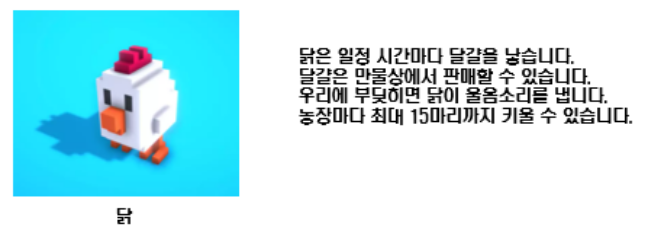 닭은 일정 시간마다 달걀을 낳습니다.
달걀은 만물상에서 판매할 수 있습니다.
우리에 부딪히면 닭이 울음소리를 냅니다.
농장마다 최대 15마리까지 키울 수 있습니다.
닭